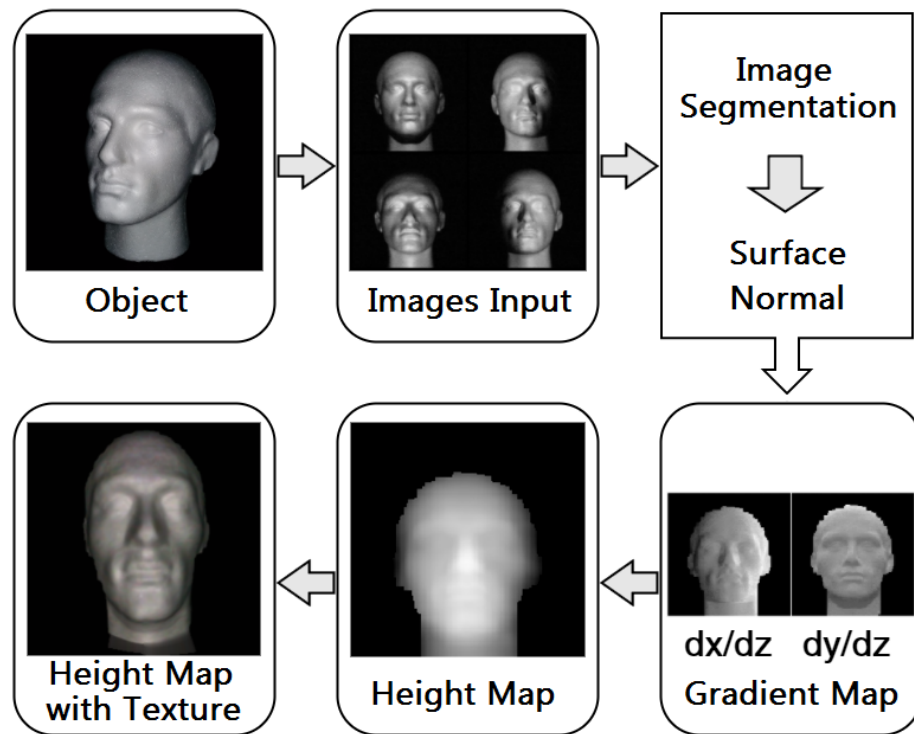 Object
Images Input
Image
Segmentation
Surface
Normal
dx/dz dy/dz
Gradient Map
Height Map
Height Map
with Texture